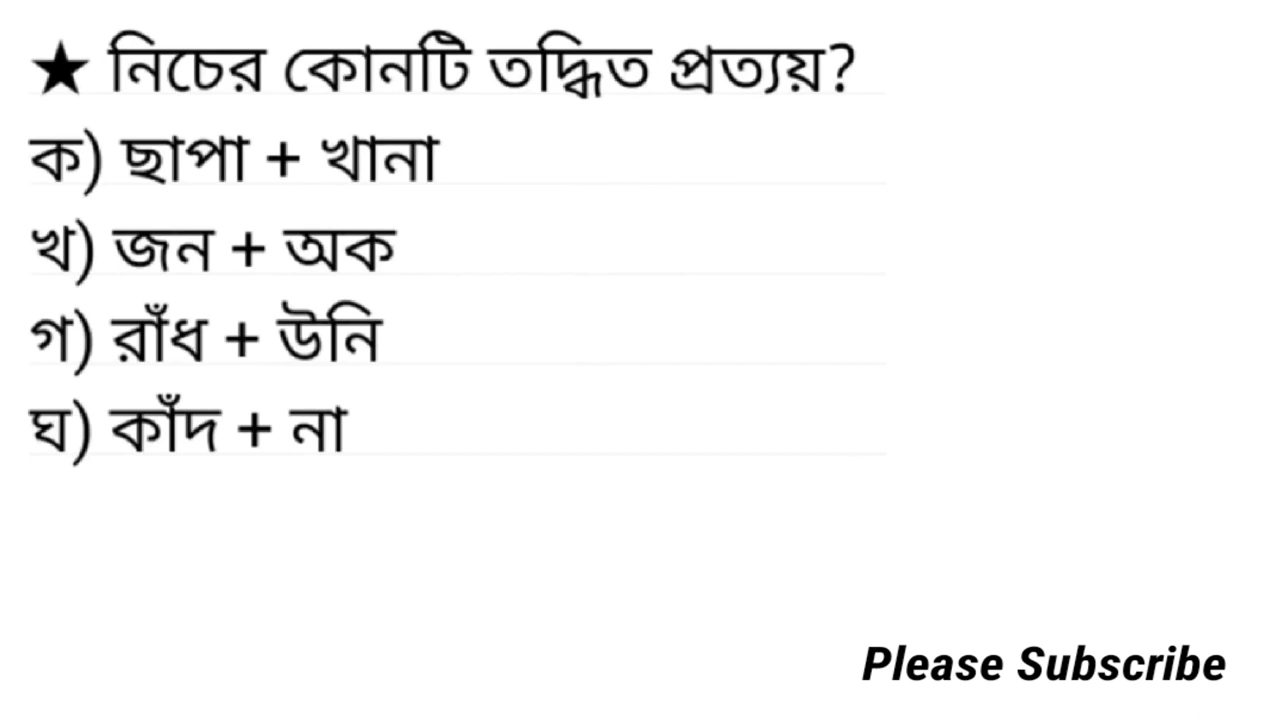 ★ নিচের কোনটি তদ্ধিত প্রত্যয়?
ক) ছাপা + খানা
খ) জন + অক
গ) রাঁধ + উনি
ঘ) কাঁদ + না
Please Subscribe